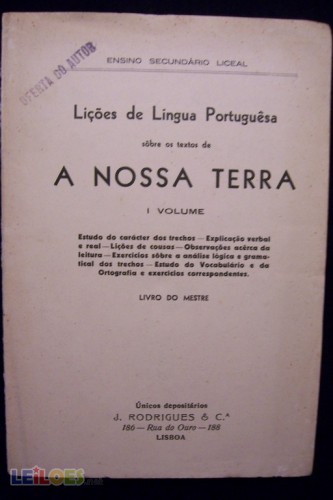 ENSINO SECUNDÁRIO LICEAL
OFERTA DO AUTOR
Lições de Língua Portuguêsa
sôbre os textos de
A NOSSA TERRA
I VOLUME
Estudo do carácter dos trechos — Explicação verbal
e real — Lições de cousas — Observações acêrca da
leitura — Exercícios sôbre a análise lógica e grama-
tical dos trechos — Estudo do Vocabulário e da
Ortografia e exercícios correspondentes.
LIVRO DO MESTRE
Únicos depositários
J. RODRIGUES & C.ª
186 — Rua do Ouro — 188
LISBOA
LEILOES.net